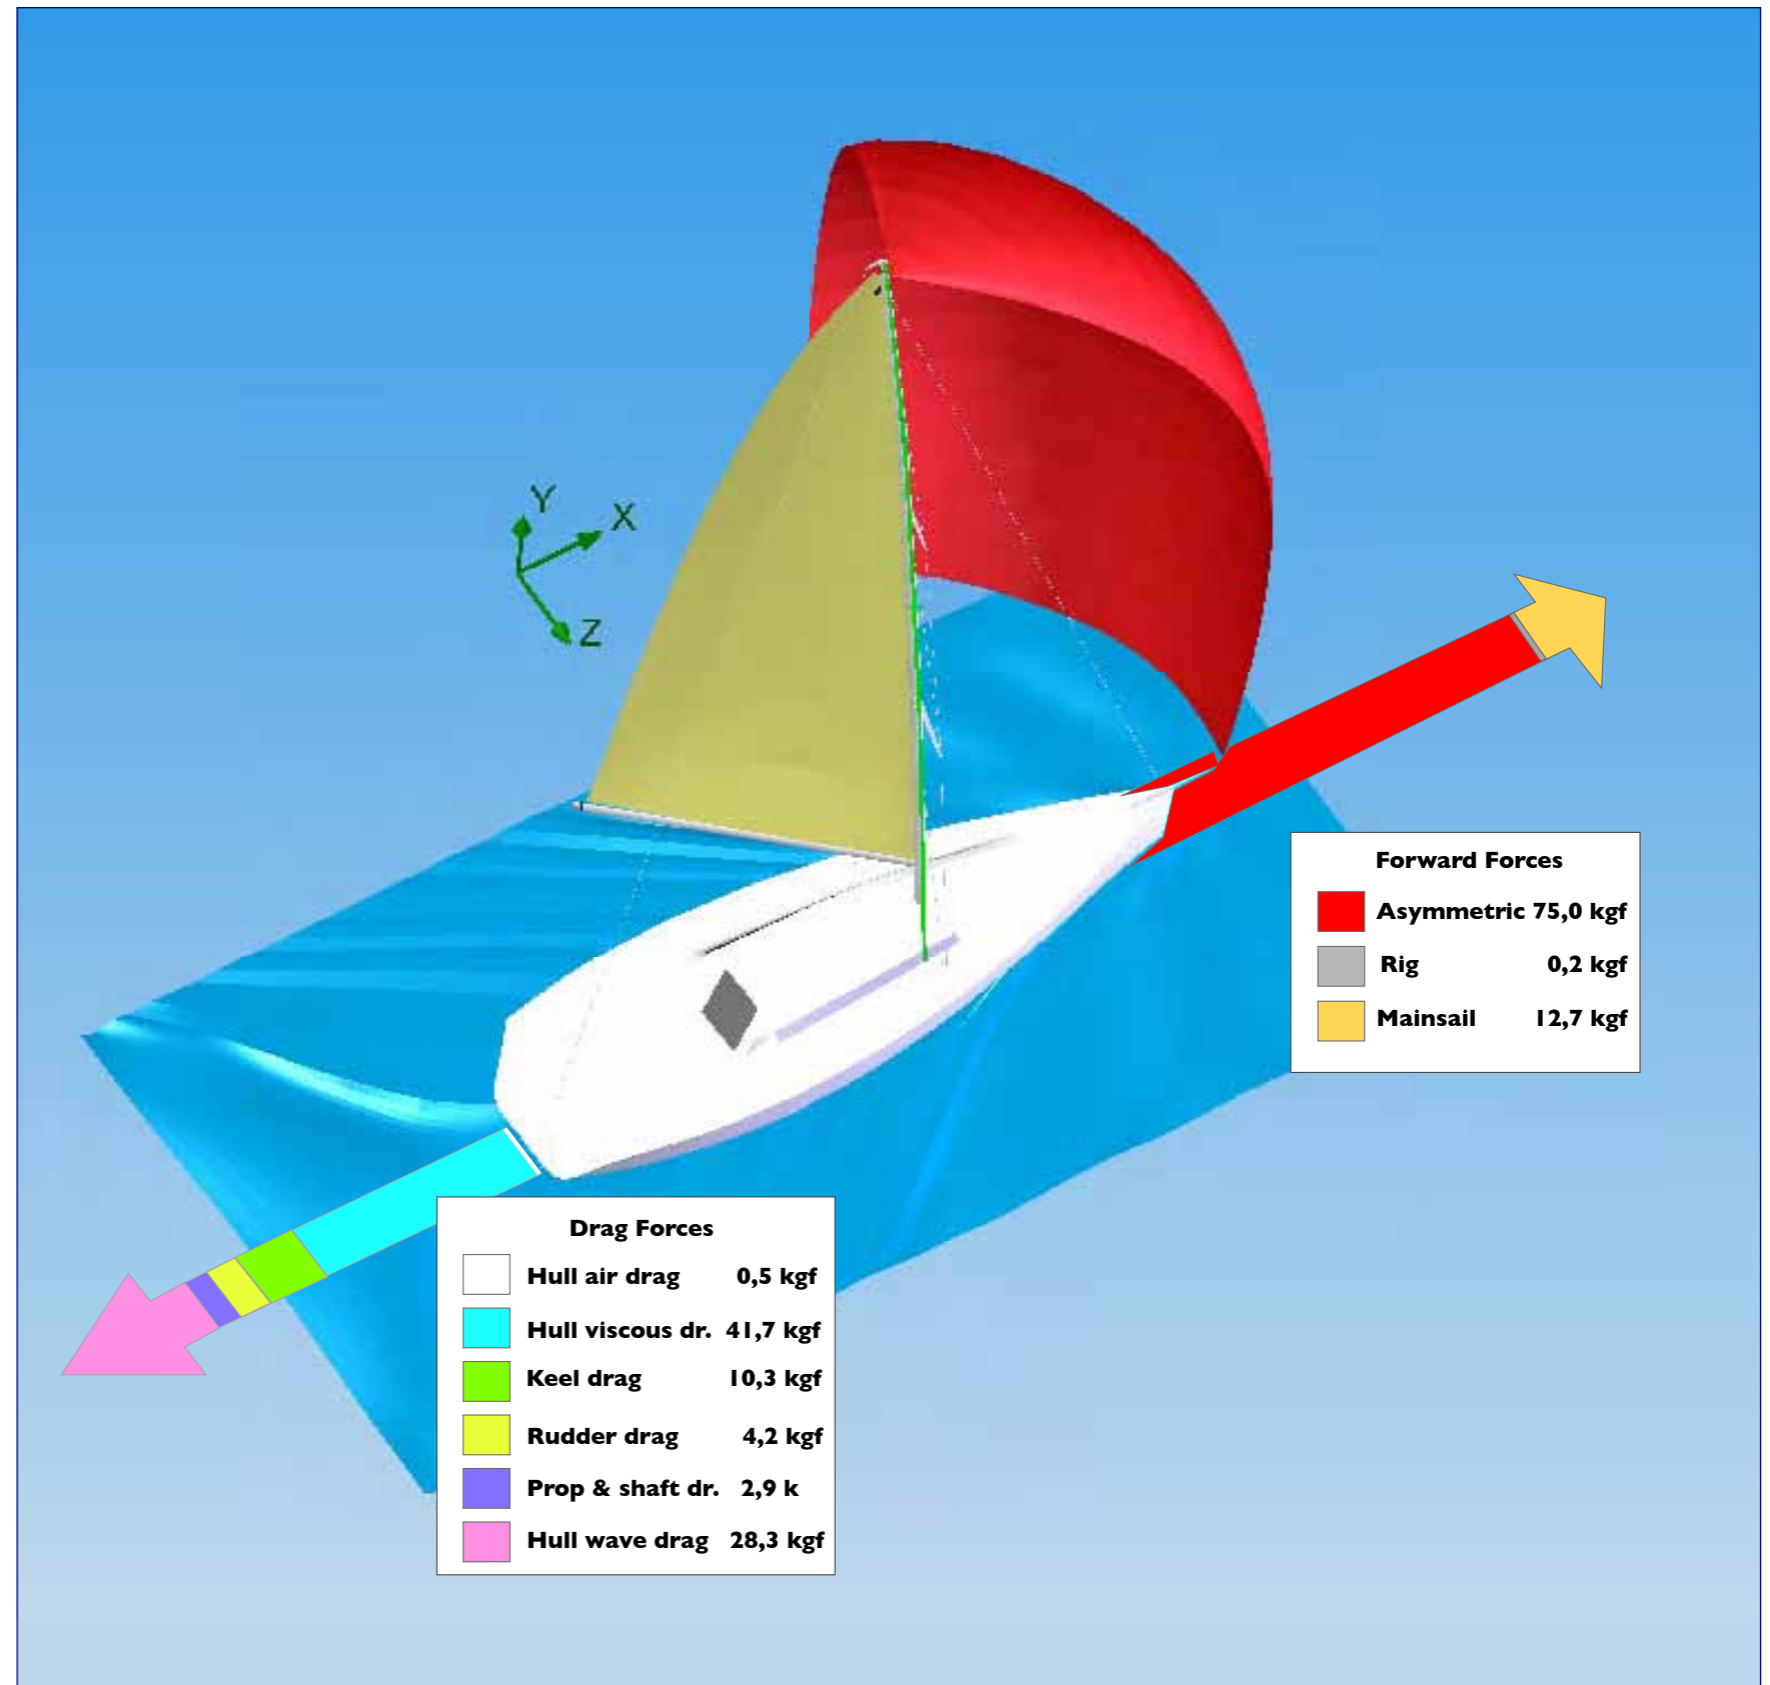 Y
X
Z
Forward Forces
Asymmetric 75,0 kgf
Rig 0,2 kgf
Mainsail 12,7 kgf
Drag Forces
Hull air drag 0,5 kgf
Hull viscous dr. 41,7 kgf
Keel drag 10,3 kgf
Rudder drag 4,2 kgf
Prop & shaft dr. 2,9 k
Hull wave drag 28,3 kgf